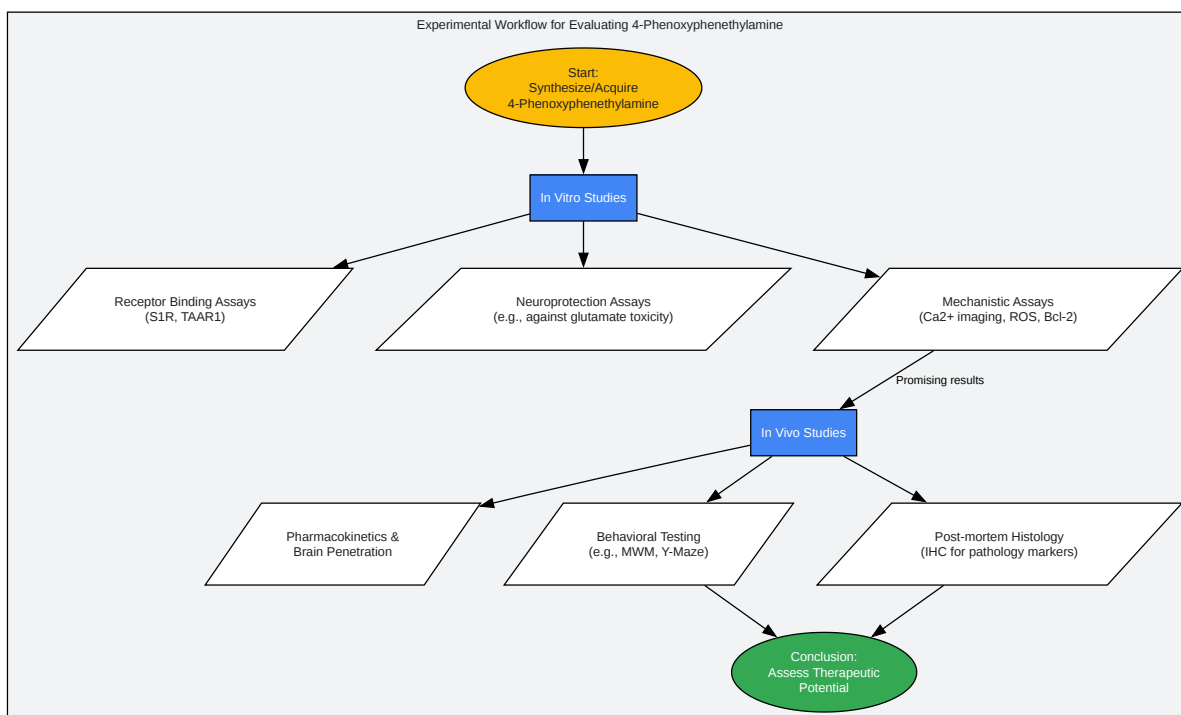 Experimental Workflow for Evaluating 4-Phenoxyphenethylamine
Start:
Synthesize/Acquire
4-Phenoxyphenethylamine
In Vitro Studies
Receptor Binding Assays
(S1R, TAAR1)
Neuroprotection Assays
(e.g., against glutamate toxicity)
Mechanistic Assays
(Ca2+ imaging, ROS, Bcl-2)
Promising results
In Vivo Studies
Pharmacokinetics &
Brain Penetration
Behavioral Testing
(e.g., MWM, Y-Maze)
Post-mortem Histology
(IHC for pathology markers)
Conclusion:
Assess Therapeutic
Potential